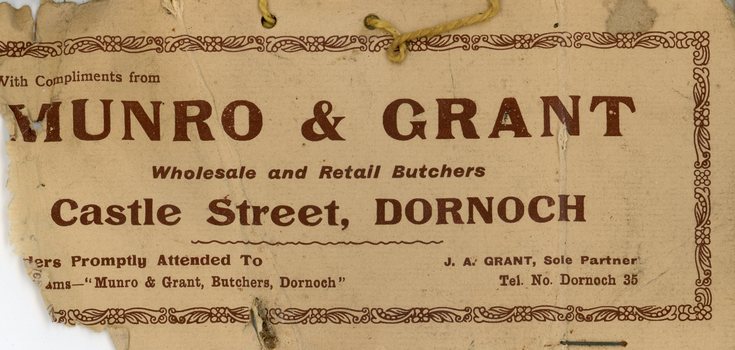 With Compliments from
MUNRO & GRANT
Wholesale and Retail Butchers
Castle Street, DORNOCH
ders Promptly Attended To
J. A. GRANT, Sole Partner
ams—"Munro & Grant, Butchers, Dornoch"
Tel. No. Dornoch 35